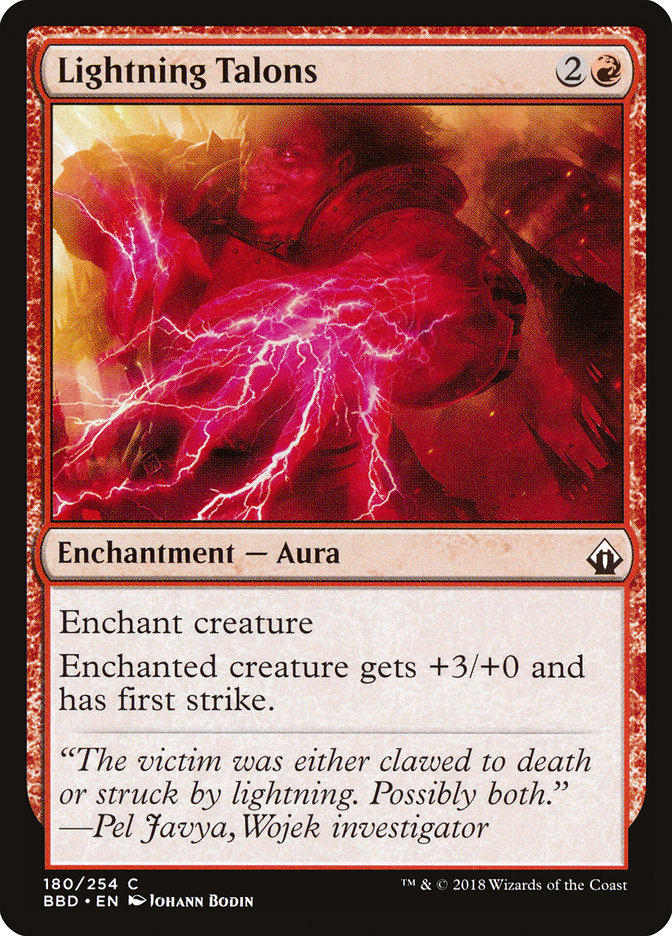 Lightning Talons 2
Enchantment — Aura
Enchant creature
Enchanted creature gets +3/+0 and
has first strike.
“The victim was either clawed to death
or struck by lightning. Possibly both.”
—Pel Javya, Wojek investigator
180/254 C
™ & © 2018 Wizards of the Coast
BBD • EN Johann Bodin